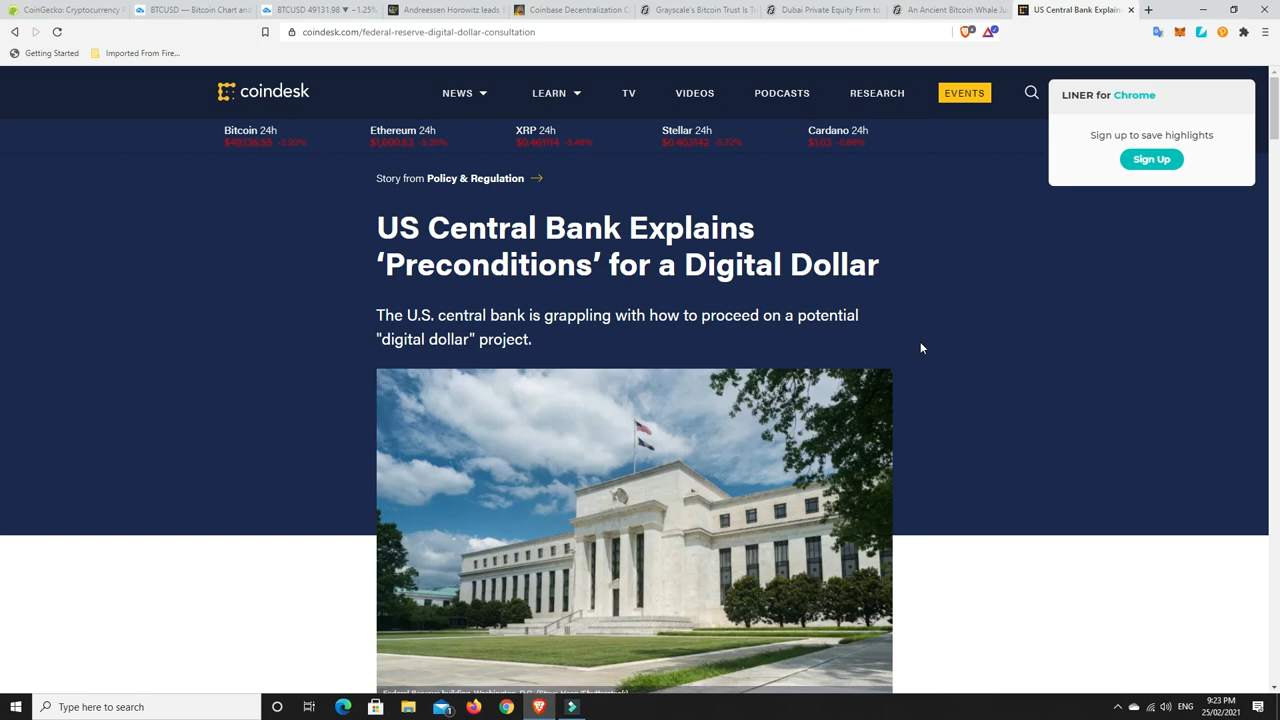 CoinGecko: Cryptocurrency P
BTCUSD — Bitcoin Chart and
BTCUSD 49131.98 ▼ −1.25%
Andreessen Horowitz leads
Coinbase Decentralization C
Grayscale's Bitcoin Trust Is Tr
Dubai Private Equity Firm to
An Ancient Bitcoin Whale Ju
US Central Bank Explain
coindesk.com/federal-reserve-digital-dollar-consultation
Getting Started
Imported From Fire...
coindesk
NEWS
LEARN
TV
VIDEOS
PODCASTS
RESEARCH
EVENTS
LINER for Chrome
Sign up to save highlights
Sign Up
Bitcoin 24h
Ethereum 24h
XRP 24h
Stellar 24h
Cardano 24h
Story from Policy & Regulation →
US Central Bank Explains
‘Preconditions’ for a Digital Dollar
The U.S. central bank is grappling with how to proceed on a potential
"digital dollar" project.
Type here to search
ENG
9:23 PM
25/02/2021